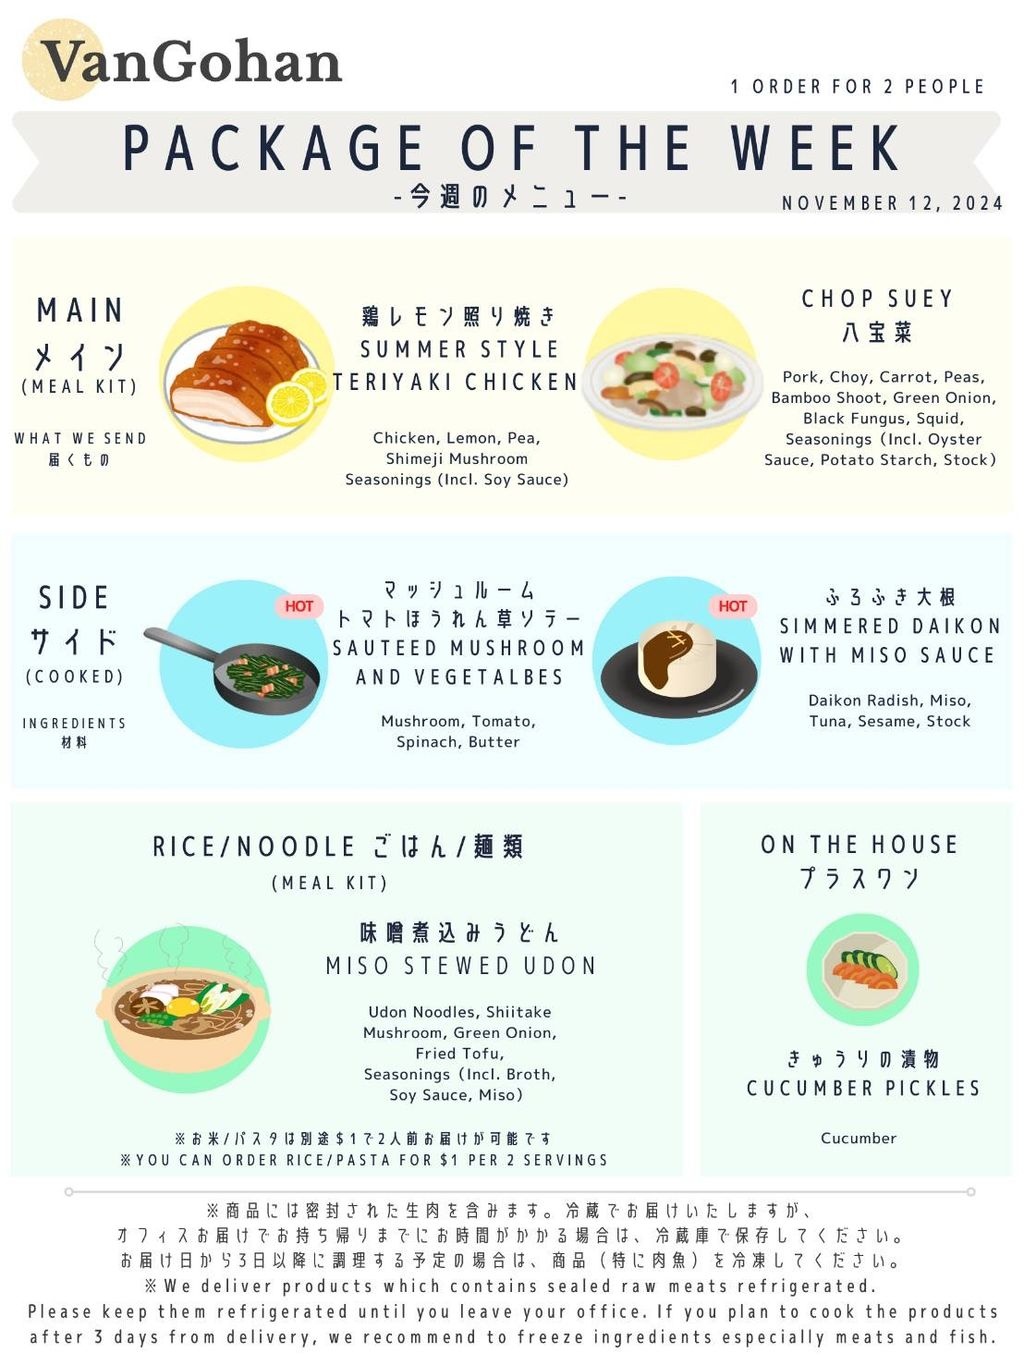 VanGohan
1 ORDER FOR 2 PEOPLE
PACKAGE OF THE WEEK
-今週のメニュー-
NOVEMBER 12, 2024
MAIN
メイン
(MEAL KIT)
WHAT WE SEND
届くもの
鶏レモン照り焼き
SUMMER STYLE
TERIYAKI CHICKEN
Chicken, Lemon, Pea,
Shimeji Mushroom
Seasonings (Incl. Soy Sauce)
CHOP SUEY
八宝菜
Pork, Choy, Carrot, Peas,
Bamboo Shoot, Green Onion,
Black Fungus, Squid,
Seasonings (Incl. Oyster
Sauce, Potato Starch, Stock)
SIDE
サイド
(COOKED)
INGREDIENTS
材料
HOT
マッシュルーム
トマトほうれん草ソテー
SAUTEED MUSHROOM
AND VEGETALBES
Mushroom, Tomato,
Spinach, Butter
HOT
ふろふき大根
SIMMERED DAIKON
WITH MISO SAUCE
Daikon Radish, Miso,
Tuna, Sesame, Stock
RICE/NOODLE ごはん/麺類
(MEAL KIT)
味噌煮込みうどん
MISO STEWED UDON
Udon Noodles, Shiitake
Mushroom, Green Onion,
Fried Tofu,
Seasonings (Incl. Broth,
Soy Sauce, Miso)
※お米/パスタは別途$1で2人前お届けが可能です
※YOU CAN ORDER RICE/PASTA FOR $1 PER 2 SERVINGS
ON THE HOUSE
プラスワン
きゅうりの漬物
CUCUMBER PICKLES
Cucumber
※商品には密封された生肉を含みます。冷蔵でお届けいたしますが、
オフィスお届けでお持ち帰りまでにお時間がかかる場合は、冷蔵庫で保存してください。
お届け日から3日以降に調理する予定の場合は、商品（特に肉魚）を冷凍してください。
※We deliver products which contains sealed raw meats refrigerated.
Please keep them refrigerated until you leave your office. If you plan to cook the products
after 3 days from delivery, we recommend to freeze ingredients especially meats and fish.